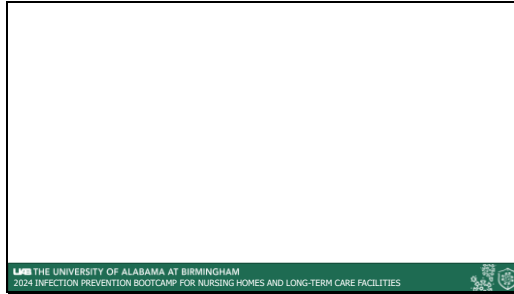 UAB THE UNIVERSITY OF ALABAMA AT BIRMINGHAM
2024 INFECTION PREVENTION BOOTCAMP FOR NURSING HOMES AND LONG-TERM CARE FACILITIES